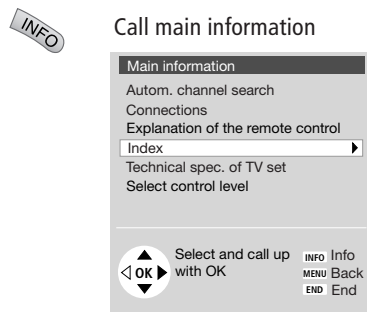 INFO
Call main information
Main information
Autom. channel search
Connections
Explanation of the remote control
Index
Technical spec. of TV set
Select control level
OK
Select and call up
with OK
INFO Info
MENU Back
END End